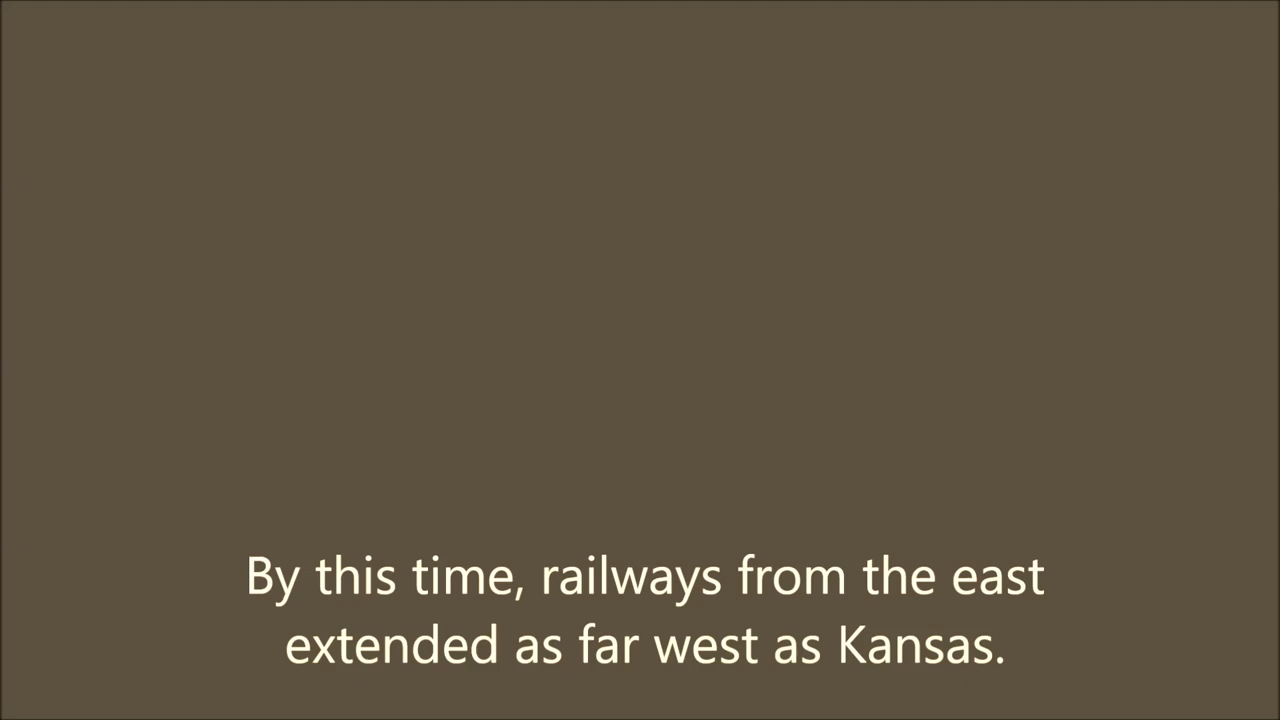 By this time, railways from the east
extended as far west as Kansas.